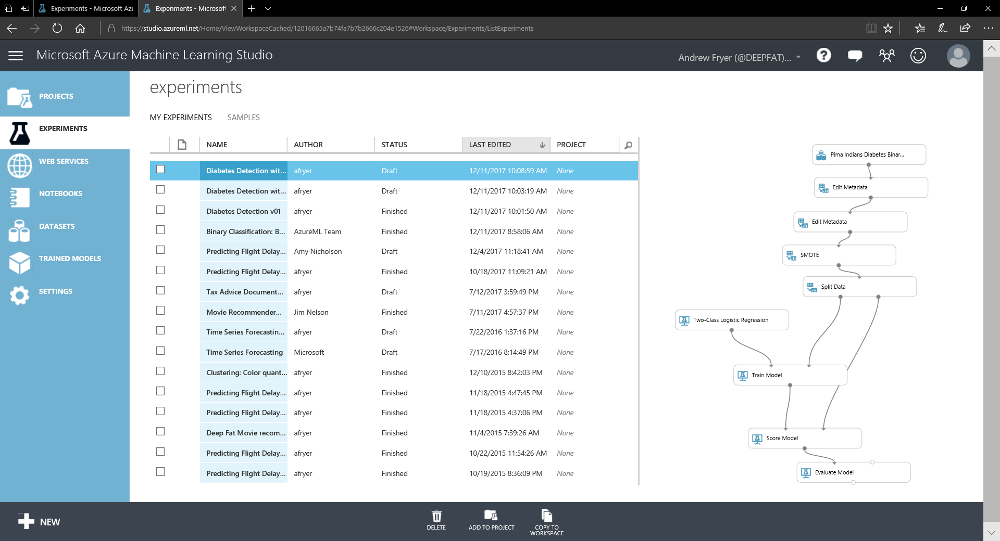 Experiments - Microsoft Azu
Experiments - Microsoft
https://studio.azureml.net/Home/ViewWorkspaceCached/12016665a7b74fa7b7b2666c204e1526#Workspace/Experiments/ListExperiments
Microsoft Azure Machine Learning Studio
Andrew Fryer (@DEEPFAT)...
PROJECTS
EXPERIMENTS
WEB SERVICES
NOTEBOOKS
DATASETS
TRAINED MODELS
SETTINGS
experiments
MY EXPERIMENTS SAMPLES
NAME AUTHOR STATUS LAST EDITED PROJECT
Diabetes Detection wit... afryer Draft 12/11/2017 10:08:59 AM None
Diabetes Detection wit... afryer Draft 12/11/2017 10:03:19 AM None
Diabetes Detection v01 afryer Finished 12/11/2017 10:01:50 AM None
Binary Classification: B... AzureML Team Finished 12/11/2017 8:58:06 AM None
Predicting Flight Delay... Amy Nicholson Draft 12/4/2017 11:18:41 AM None
Predicting Flight Delay... afryer Finished 10/18/2017 11:09:21 AM None
Tax Advice Document... afryer Draft 7/12/2017 3:59:49 PM None
Movie Recommender... Jim Nelson Finished 7/11/2017 4:57:37 PM None
Time Series Forecastin... afryer Draft 7/22/2016 1:37:16 PM None
Time Series Forecasting Microsoft Draft 7/17/2016 8:14:49 PM None
Clustering: Color quant... afryer Finished 12/10/2015 8:42:03 PM None
Predicting Flight Delay... afryer Finished 11/18/2015 4:47:45 PM None
Predicting Flight Delay... afryer Finished 11/18/2015 4:37:06 PM None
Deep Fat Movie recom... afryer Finished 11/4/2015 7:39:26 AM None
Predicting Flight Delay... afryer Finished 10/22/2015 11:54:26 AM None
Predicting Flight Delay... afryer Finished 10/19/2015 8:36:09 PM None
Pima Indians Diabetes Binar...
Edit Metadata
Edit Metadata
SMOTE
Split Data
Two-Class Logistic Regression
Train Model
Score Model
Evaluate Model
NEW
DELETE
ADD TO PROJECT
COPY TO
WORKSPACE